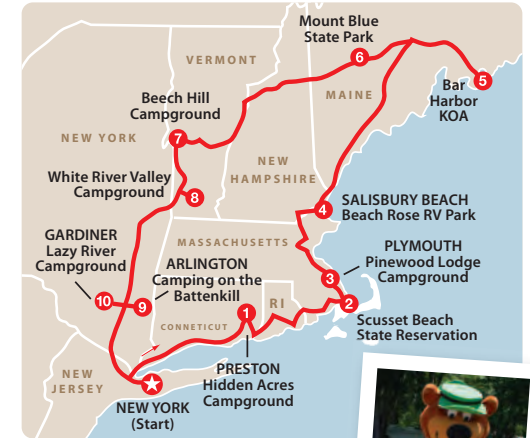 Mount Blue
State Park
6
VERMONT
5
MAINE
Bar
Harbor
KOA
Beech Hill
Campground
7
NEW YORK
NEW
HAMPSHIRE
White River Valley
Campground
8
4
SALISBURY BEACH
Beach Rose RV Park
GARDINER
Lazy River
Campground
MASSACHUSETTS
PLYMOUTH
Pinewood Lodge
Campground
ARLINGTON
Camping on the
Battenkill
3
10
9
1
RI
2
CONNETICUT
Scusset Beach
State Reservation
PRESTON
Hidden Acres
Campground
NEW
JERSEY
NEW YORK
(Start)